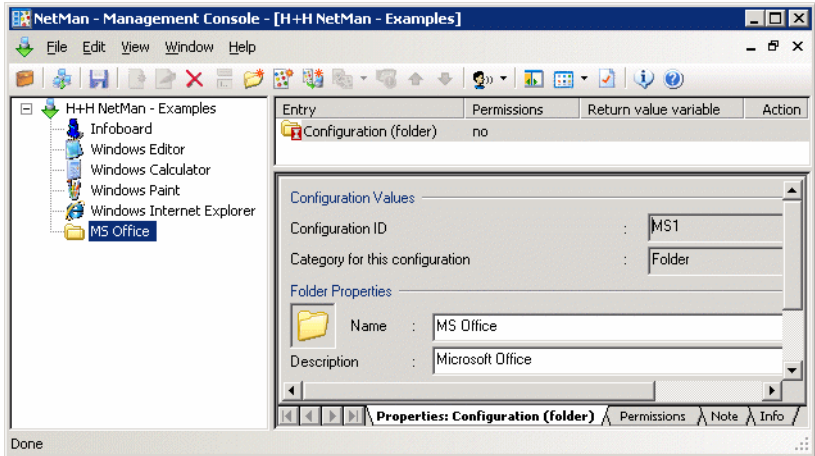 NetMan - Management Console - [H+H NetMan - Examples]
File Edit View Window Help
H+H NetMan - Examples
Infoboard
Windows Editor
Windows Calculator
Windows Paint
Windows Internet Explorer
MS Office
Entry Permissions Return value variable Action
Configuration (folder) no
Configuration Values
Configuration ID : MS1
Category for this configuration : Folder
Folder Properties
Name : MS Office
Description : Microsoft Office
Properties: Configuration (folder) Permissions Note Info
Done